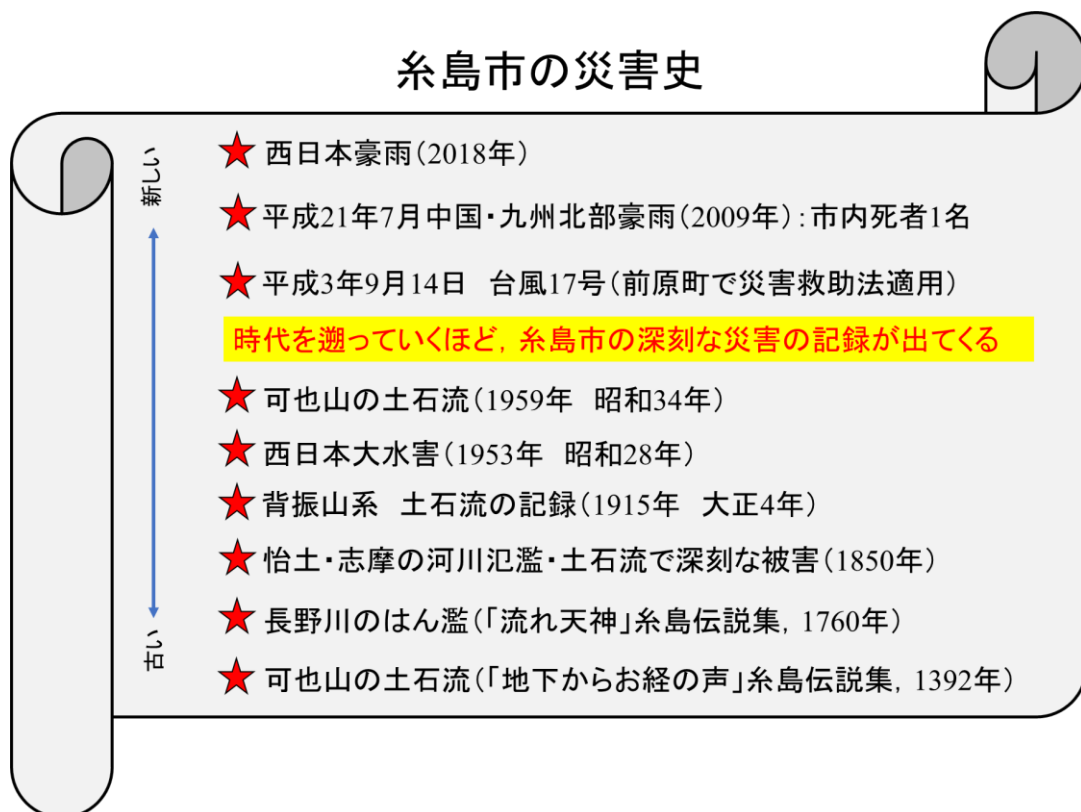 糸島市の災害史
新しい
★ 西日本豪雨(2018年)
★ 平成21年7月中国・九州北部豪雨(2009年):市内死者1名
★ 平成3年9月14日 台風17号(前原町で災害救助法適用)
時代を遡っていくほど, 糸島市の深刻な災害の記録が出てくる
★ 可也山の土石流(1959年 昭和34年)
★ 西日本大水害(1953年 昭和28年)
★ 背振山系 土石流の記録(1915年 大正4年)
★ 怡土・志摩の河川氾濫・土石流で深刻な被害(1850年)
★ 長野川のはん濫(「流れ天神」糸島伝説集, 1760年)
★ 可也山の土石流(「地下からお経の声」糸島伝説集, 1392年)
古い